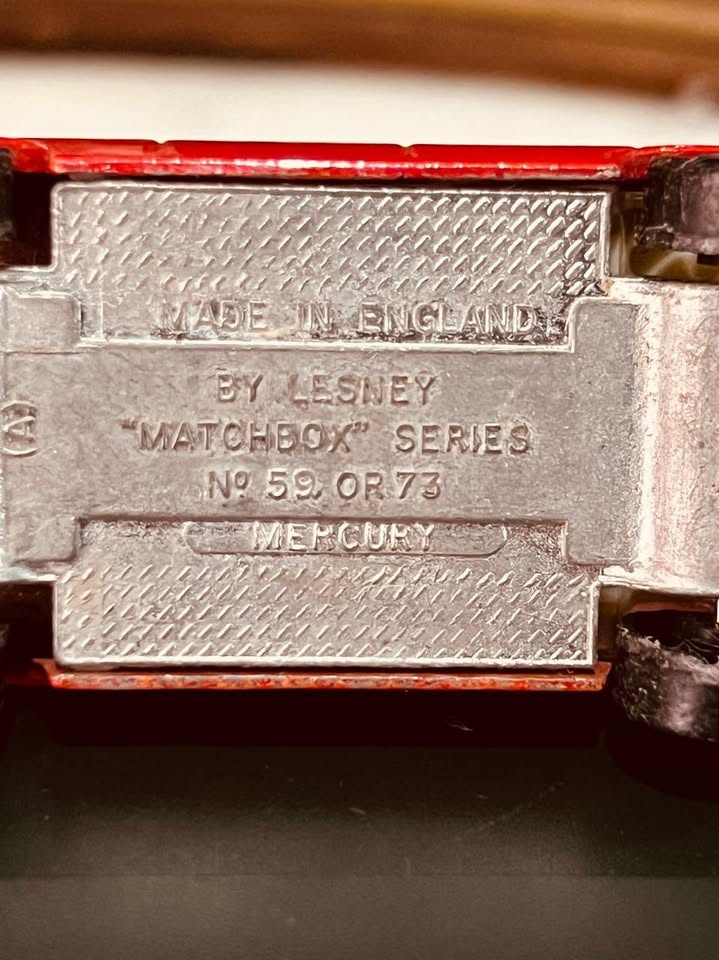 MADE IN ENGLAND
BY LESNEY
"MATCHBOX" SERIES
Nº 59 OR 73
MERCURY